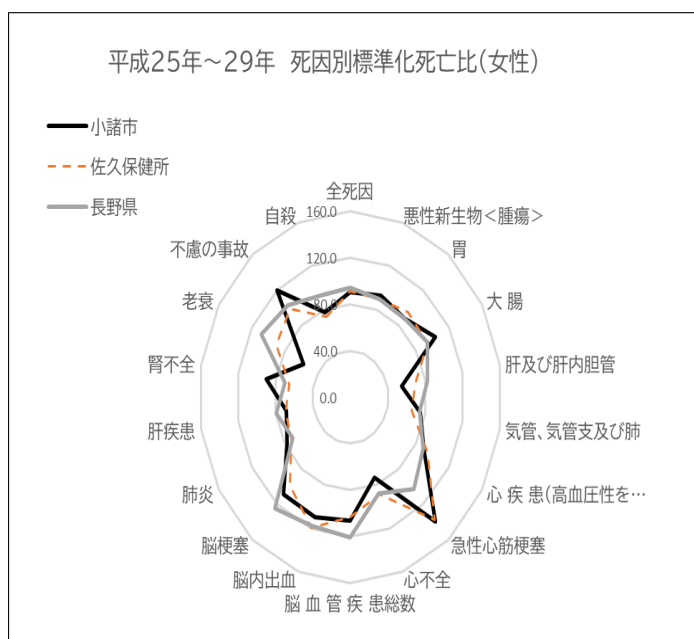 平成25年～29年　死因別標準化死亡比(女性)
小諸市
佐久保健所
長野県
全死因
悪性新生物＜腫瘍＞
胃
大 腸
肝及び肝内胆管
気管、気管支及び肺
心 疾 患(高血圧性を…
急性心筋梗塞
心不全
脳 血 管 疾 患総数
脳内出血
脳梗塞
肺炎
肝疾患
腎不全
老衰
不慮の事故
自殺
160.0
120.0
80.0
40.0
0.0